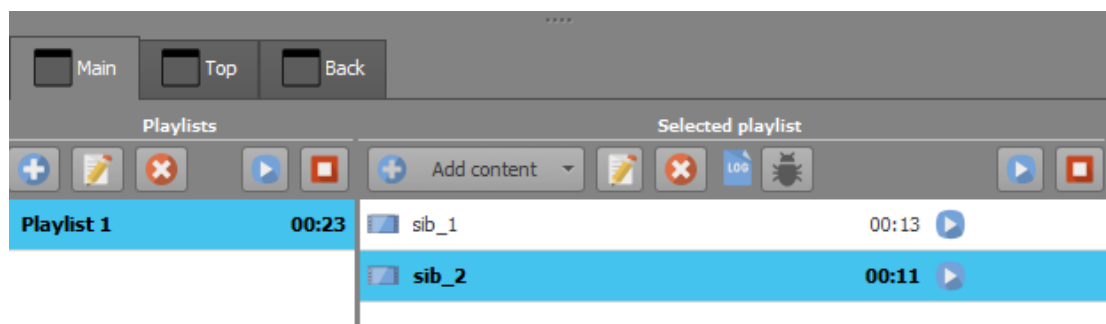 Main Top Back
Playlists Selected playlist
Add content LOG
Playlist 1 00:23 sib_1 00:13
sib_2 00:11